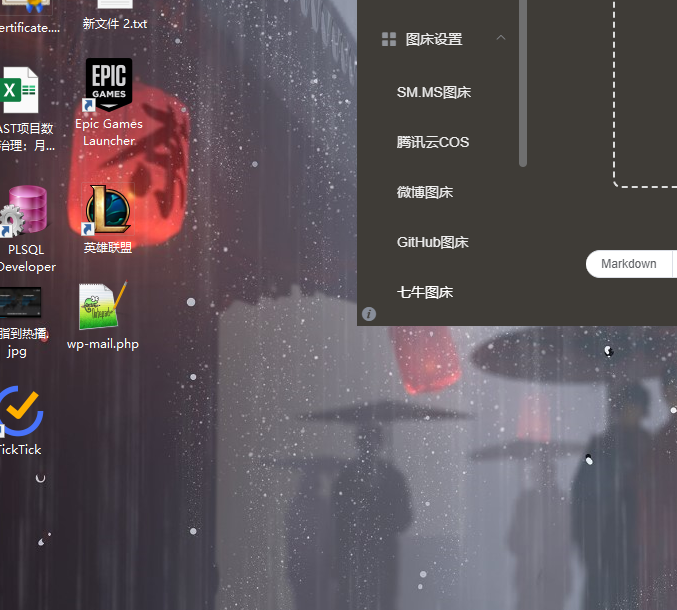 ertificate....
新文件 2.txt
EPIC
GAMES
AST项目数
治理：月...
Epic Games
Launcher
PLSQL
Developer
英雄联盟
脂到热播
jpg
wp-mail.php
TickTick
图床设置
SM.MS图床
腾讯云COS
微博图床
GitHub图床
七牛图床
Markdown